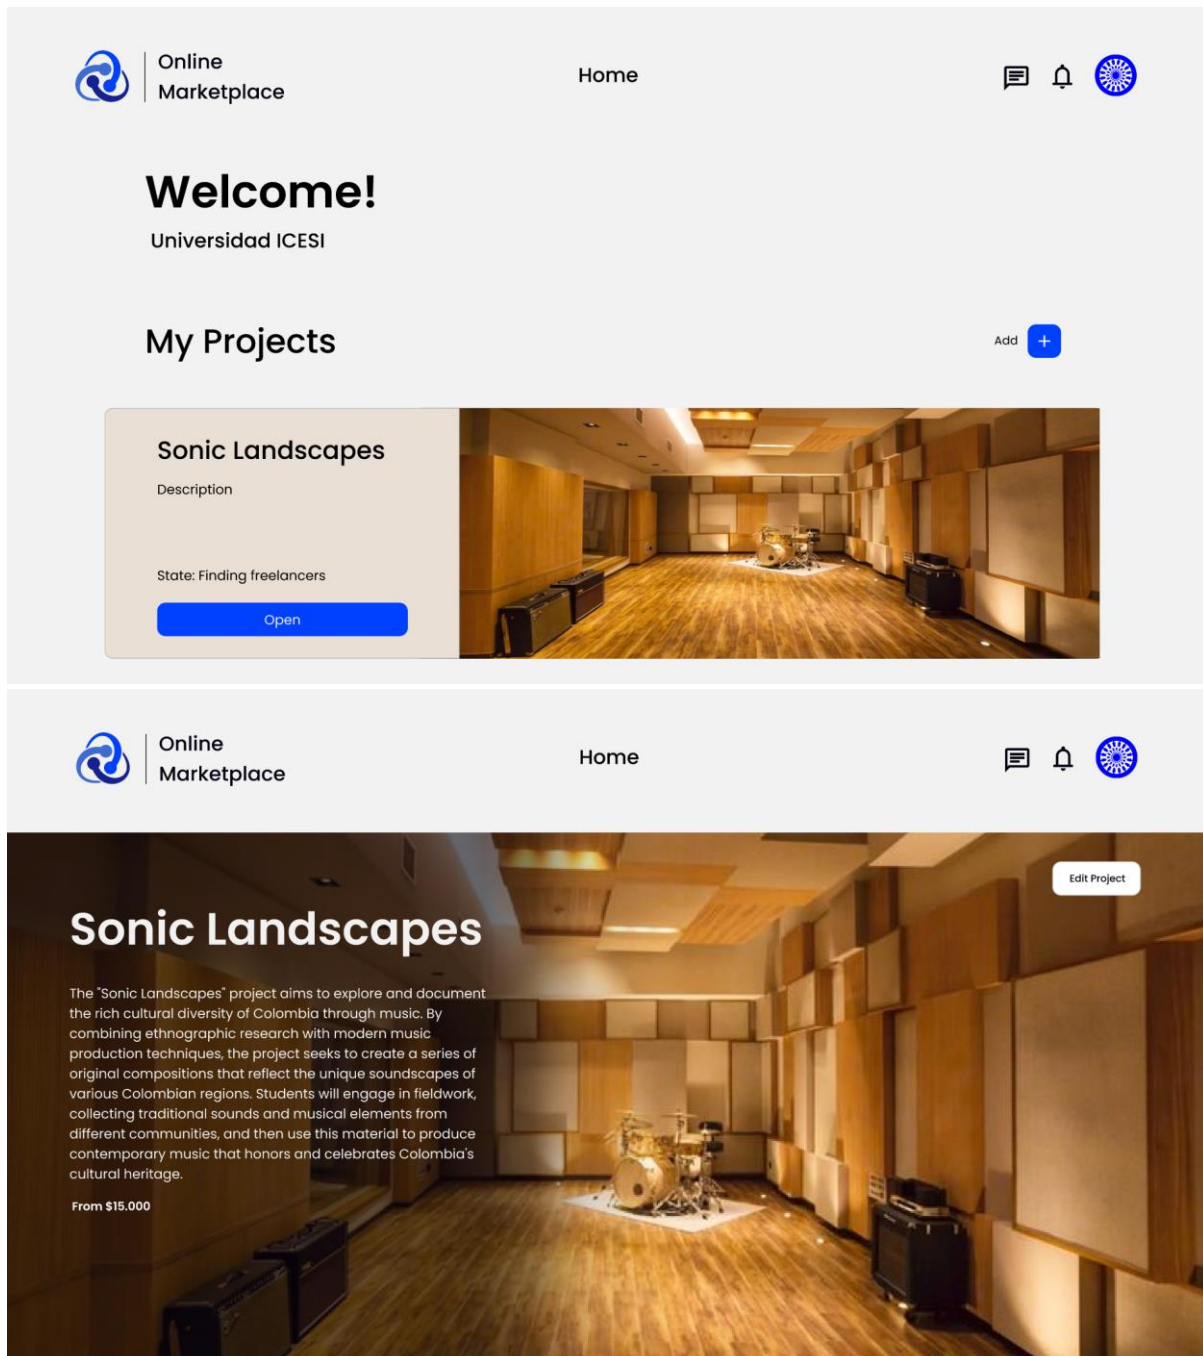 Online
Marketplace
Home
Welcome!
Universidad ICESI
My Projects
Add
Sonic Landscapes
Description
State: Finding freelancers
Open
Online
Marketplace
Home
Edit Project
Sonic Landscapes
The "Sonic Landscapes" project aims to explore and document
the rich cultural diversity of Colombia through music. By
combining ethnographic research with modern music
production techniques, the project seeks to create a series of
original compositions that reflect the unique soundscapes of
various Colombian regions. Students will engage in fieldwork,
collecting traditional sounds and musical elements from
different communities, and then use this material to produce
contemporary music that honors and celebrates Colombia's
cultural heritage.
From $15.000